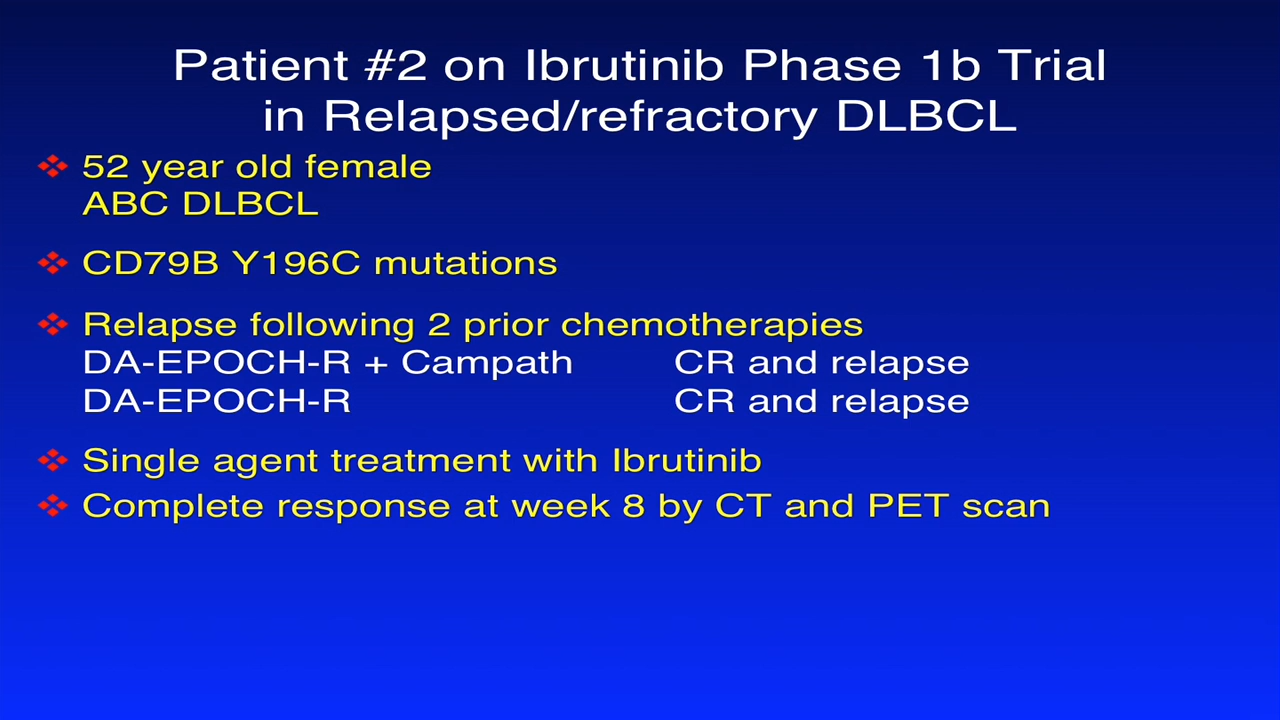 Patient #2 on Ibrutinib Phase 1b Trial
in Relapsed/refractory DLBCL
52 year old female
ABC DLBCL
CD79B Y196C mutations
Relapse following 2 prior chemotherapies
DA-EPOCH-R + Campath CR and relapse
DA-EPOCH-R CR and relapse
Single agent treatment with Ibrutinib
Complete response at week 8 by CT and PET scan